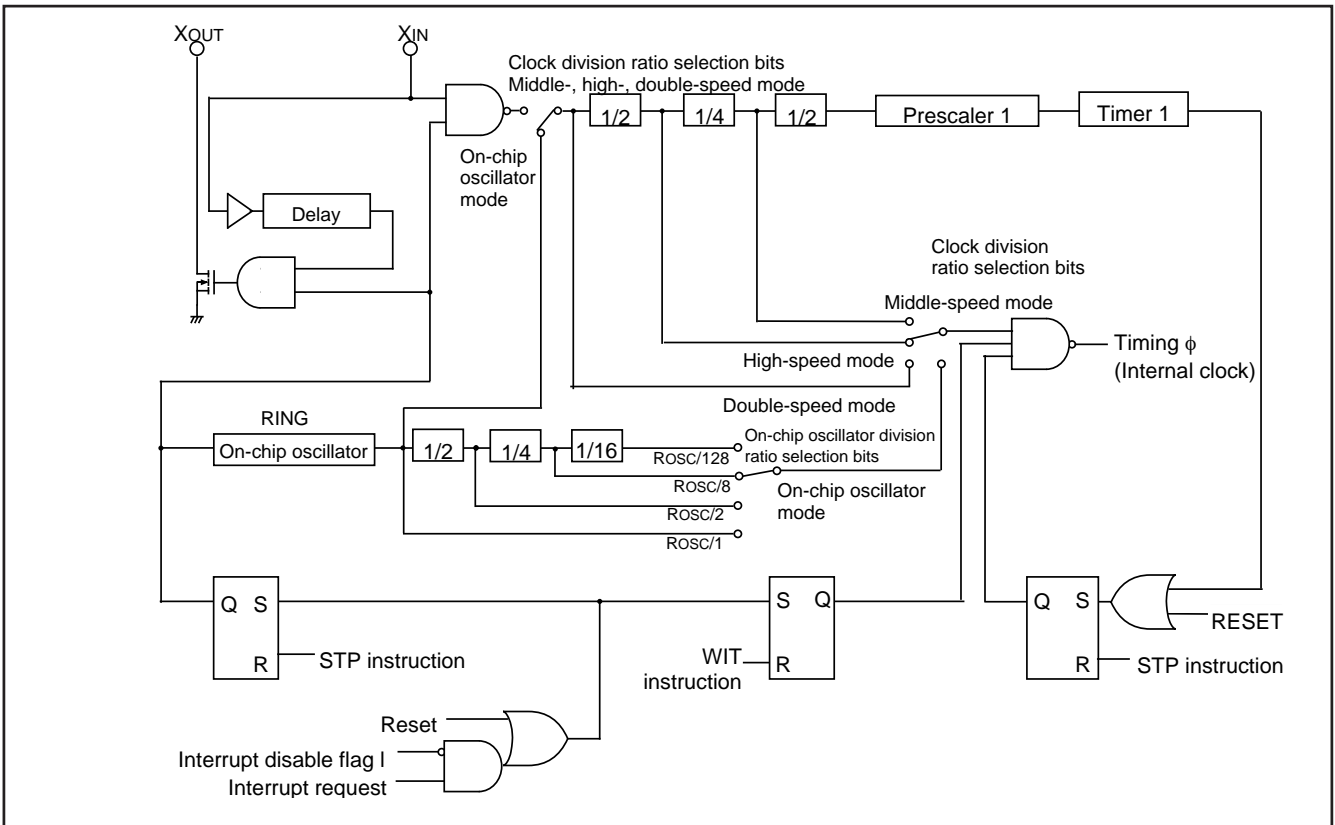 XOUT
XIN
Clock division ratio selection bits
Middle-, high-, double-speed mode
1/2
1/4
1/2
Prescaler 1
Timer 1
On-chip
oscillator
mode
Delay
Clock division
ratio selection bits
Middle-speed mode
Timing ϕ
(Internal clock)
High-speed mode
Double-speed mode
RING
On-chip oscillator
1/2
1/4
1/16
On-chip oscillator division
ratio selection bits
ROSC/128
ROSC/8
On-chip oscillator
mode
ROSC/2
ROSC/1
Q S
R
STP instruction
S Q
R
WIT
instruction
Q S
R
RESET
STP instruction
Reset
Interrupt disable flag I
Interrupt request